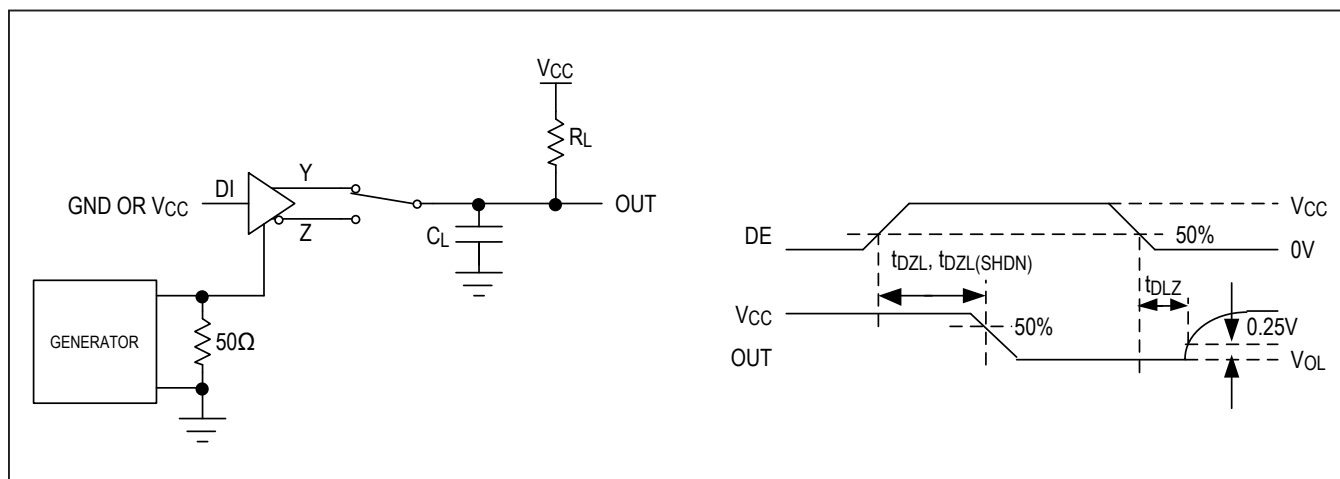 VCC
RL
Y
DI
GND OR VCC
OUT
Z
CL
GENERATOR
50Ω
VCC
DE
50%
0V
tDZL, tDZL(SHDN)
tDLZ
VCC
50%
0.25V
OUT
VOL